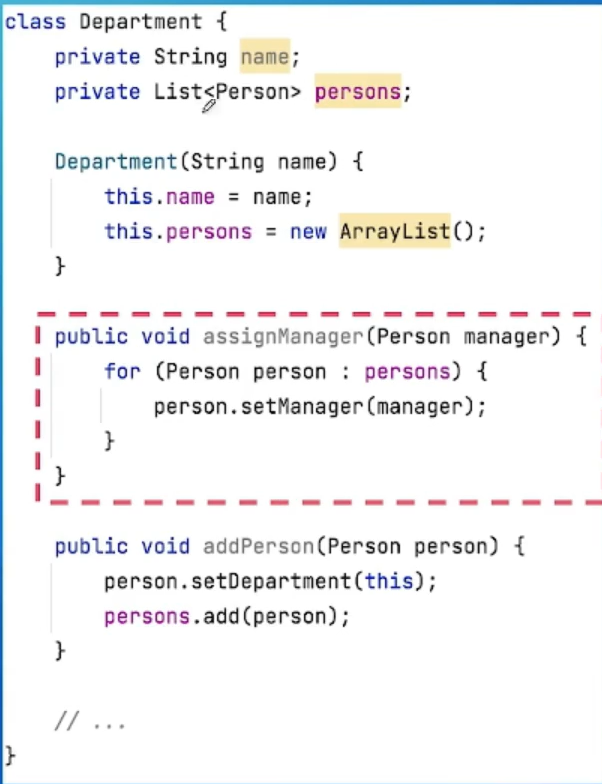 class Department {
    private String name;
    private List<Person> persons;

    Department(String name) {
        this.name = name;
        this.persons = new ArrayList();
    }

    public void assignManager(Person manager) {
        for (Person person : persons) {
            person.setManager(manager);
        }
    }

    public void addPerson(Person person) {
        person.setDepartment(this);
        persons.add(person);
    }

    // ...
}